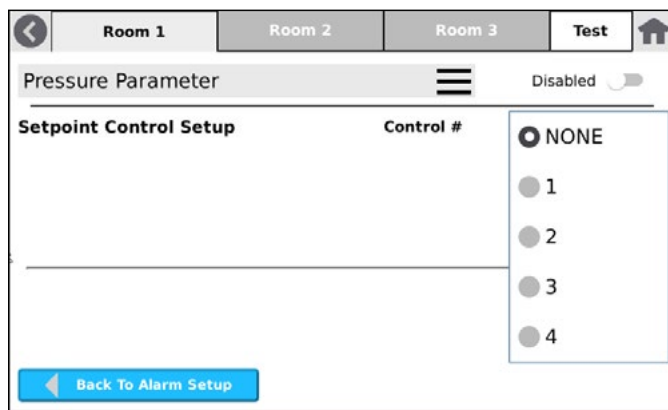 Room 1 Room 2 Room 3 Test
Pressure Parameter Disabled
Setpoint Control Setup Control #
NONE
1
2
3
4
Back To Alarm Setup